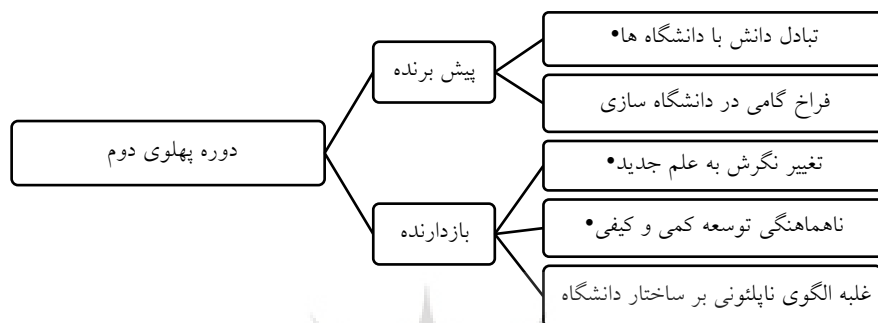 دوره پهلوی دوم
پیش برنده
تبادل دانش با دانشگاه ها•
فراخ گامی در دانشگاه سازی
بازدارنده
تغییر نگرش به علم جدید•
ناهماهنگی توسعه کمی و کیفی•
غلبه الگوی ناپلئونی بر ساختار دانشگاه